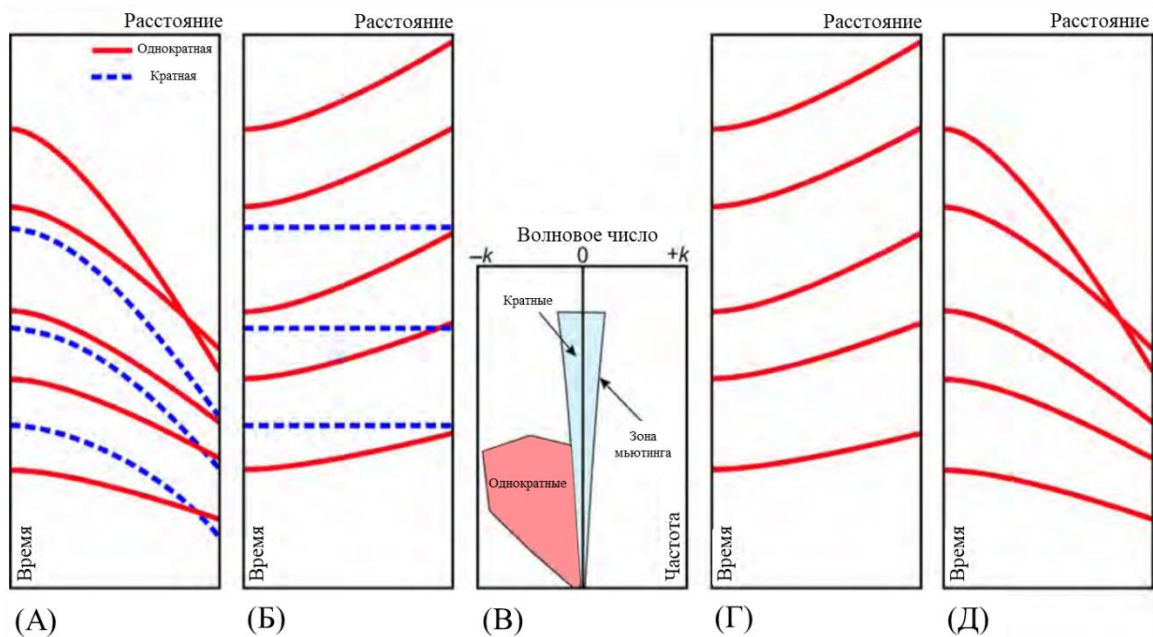 Расстояние
Однократная
Кратная
Время
(А)
Расстояние
Время
(Б)
Волновое число
–k
0
+k
Кратные
Зона
мьютинга
Однократные
Частота
(В)
Расстояние
Время
(Г)
Расстояние
Время
(Д)